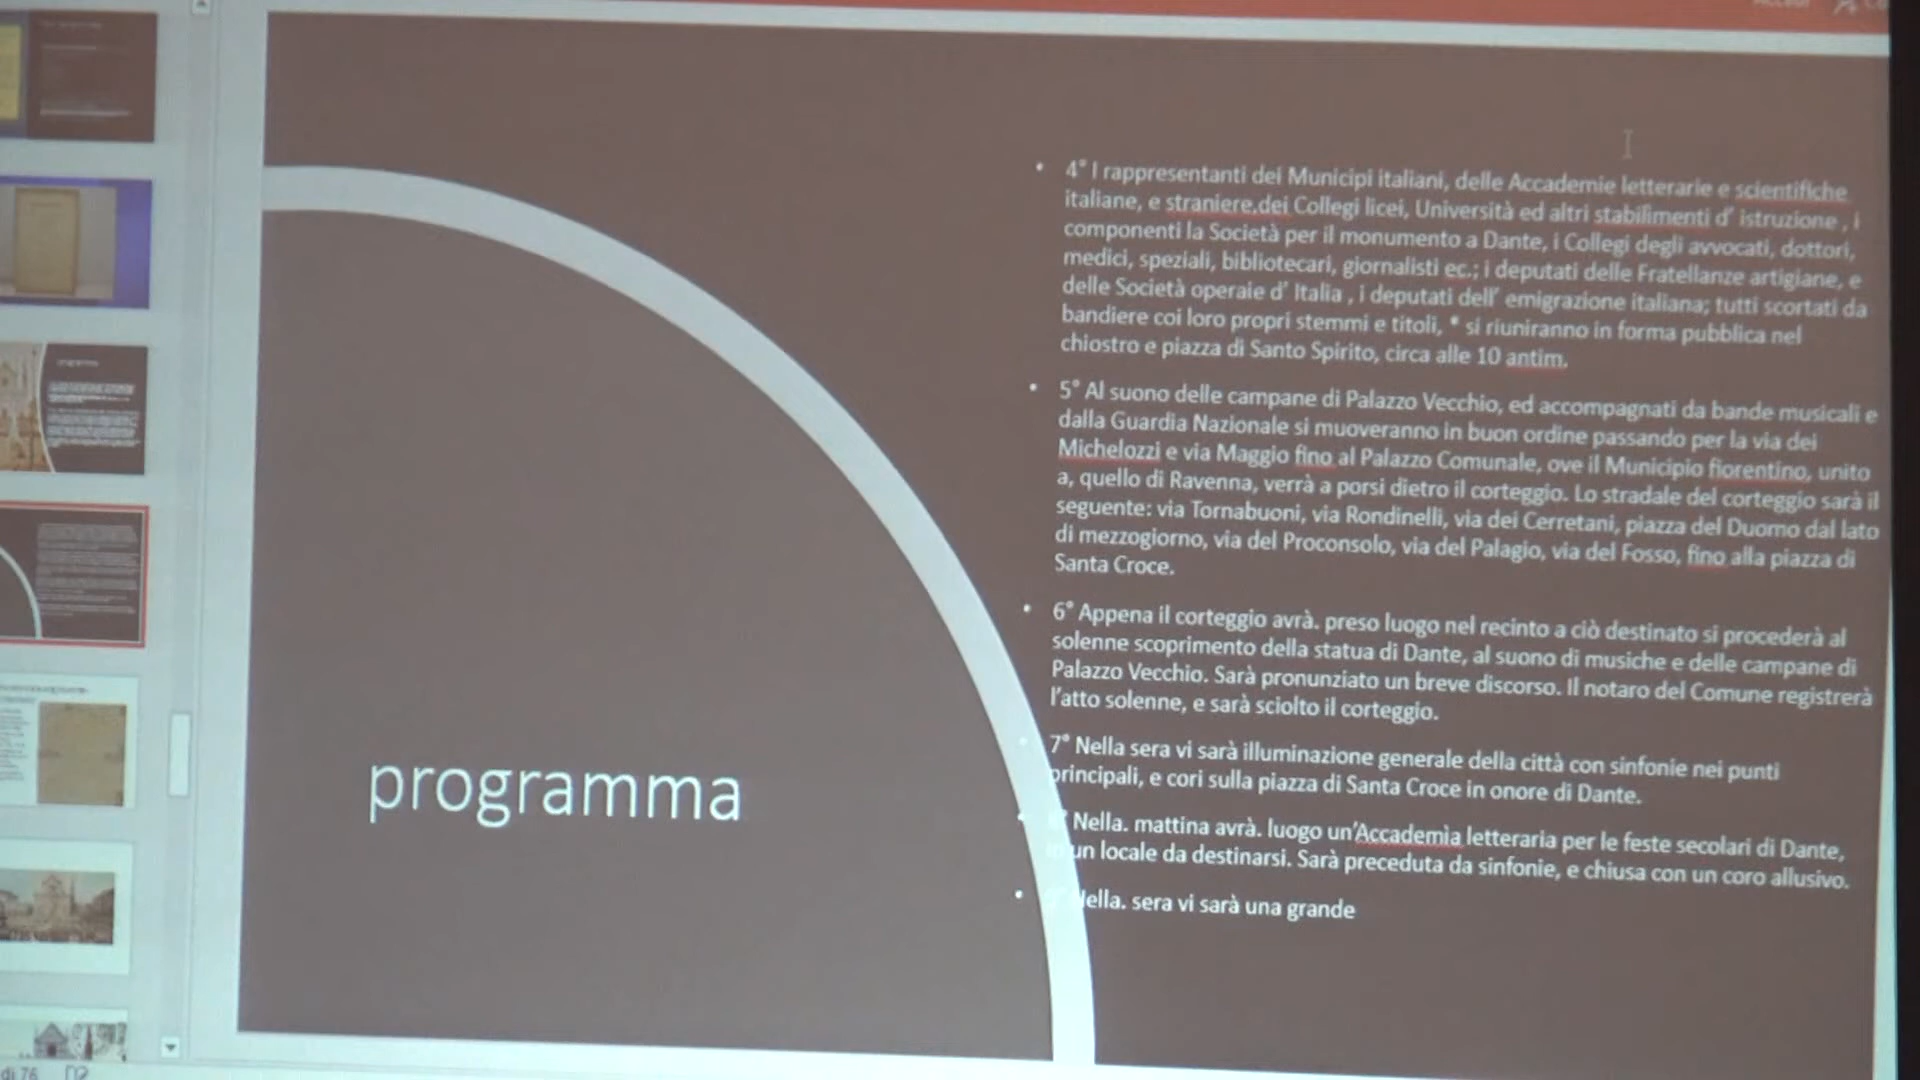 programma
4° I rappresentanti dei Municipi italiani, delle Accademie letterarie e scientifiche
italiane, e straniere.dei Collegi licei, Università ed altri stabilimenti d' istruzione , i
componenti la Società per il monumento a Dante, i Collegi degli avvocati, dottori,
medici, speziali, bibliotecari, giornalisti ec.; i deputati delle Fratellanze artigiane, e
delle Società operaie d' Italia , i deputati dell' emigrazione italiana; tutti scortati da
bandiere coi loro propri stemmi e titoli, * si riuniranno in forma pubblica nel
chiostro e piazza di Santo Spirito, circa alle 10 antim.
5° Al suono delle campane di Palazzo Vecchio, ed accompagnati da bande musicali e
dalla Guardia Nazionale si muoveranno in buon ordine passando per la via dei
Michelozzi e via Maggio fino al Palazzo Comunale, ove il Municipio fiorentino, unito
a, quello di Ravenna, verrà a porsi dietro il corteggio. Lo stradale del corteggio sarà il
seguente: via Tornabuoni, via Rondinelli, via dei Cerretani, piazza del Duomo dal lato
di mezzogiorno, via del Proconsolo, via del Palagio, via del Fosso, fino alla piazza di
Santa Croce.
6° Appena il corteggio avrà. preso luogo nel recinto a ciò destinato si procederà al
solenne scoprimento della statua di Dante, al suono di musiche e delle campane di
Palazzo Vecchio. Sarà pronunziato un breve discorso. Il notaro del Comune registrerà
l'atto solenne, e sarà sciolto il corteggio.
7° Nella sera vi sarà illuminazione generale della città con sinfonie nei punti
principali, e cori sulla piazza di Santa Croce in onore di Dante.
Nella. mattina avrà. luogo un'Accademìa letteraria per le feste secolari di Dante,
un locale da destinarsi. Sarà preceduta da sinfonie, e chiusa con un coro allusivo.
Nella. sera vi sarà una grande
di 76